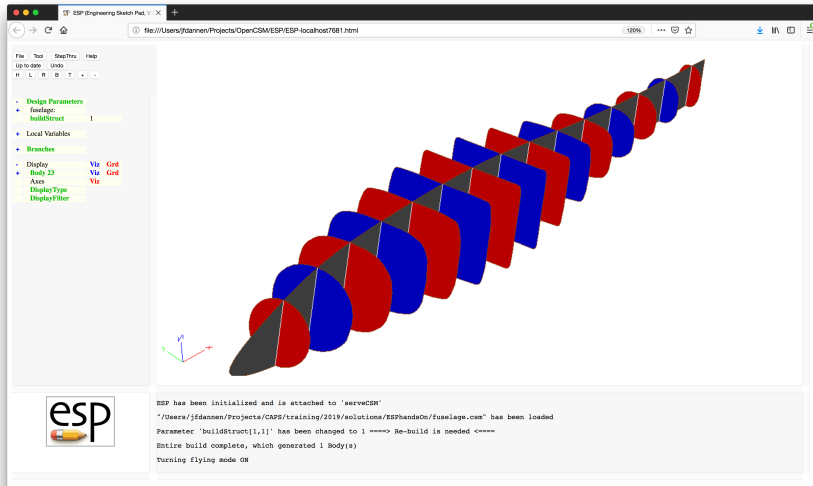 ESP (Engineering Sketch Pad, V
file:///Users/jfdannen/Projects/OpenCSM/ESP/ESP-localhost7681.html
120%
File Tool StepThru Help
Up to date Undo
H L R B T + -
- Design Parameters
+ fuselage:
buildStruct 1
+ Local Variables
+ Branches
- Display Viz Grd
+ Body 23 Viz Grd
Axes Viz
DisplayType
DisplayFilter
esp
ESP has been initialized and is attached to 'serveCSM'
"/Users/jfdannen/Projects/CAPS/training/2019/solutions/ESPhandsOn/fuselage.csm" has been loaded
Parameter 'buildStruct[1,1]' has been changed to 1 ====> Re-build is needed <====
Entire build complete, which generated 1 Body(s)
Turning flying mode ON